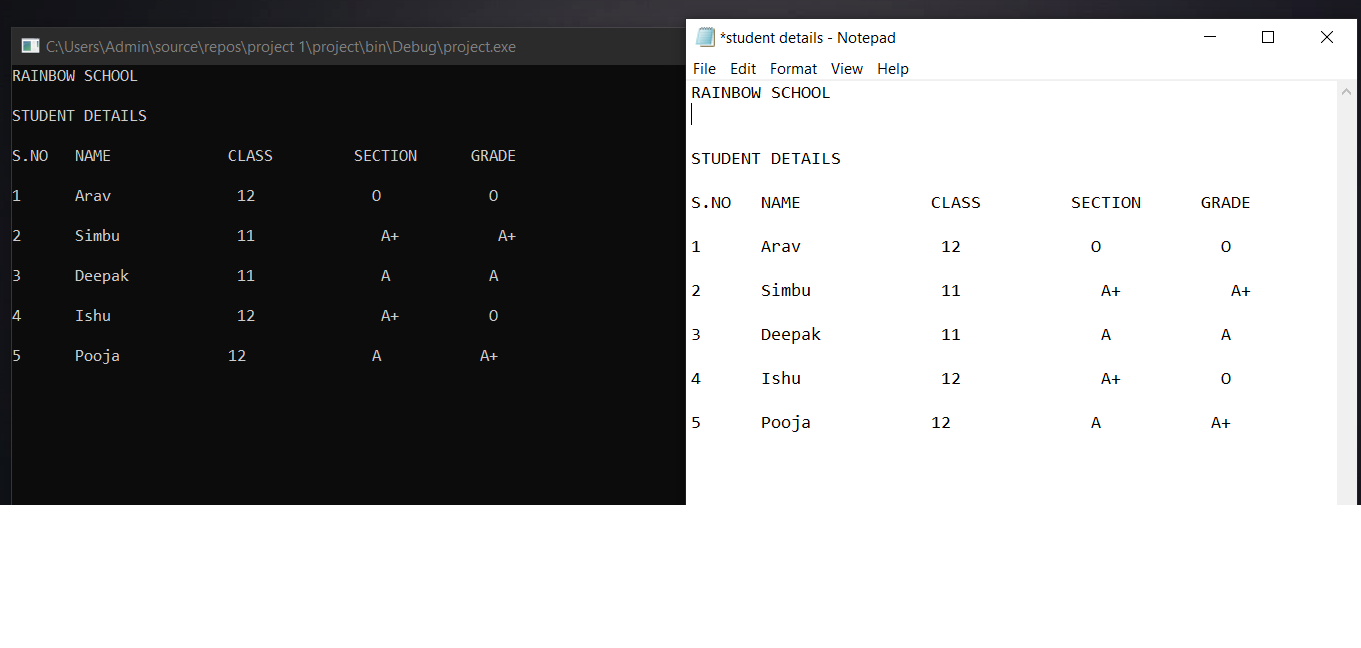 C:\Users\Admin\source\repos\project 1\project\bin\Debug\project.exe
RAINBOW SCHOOL
STUDENT DETAILS
S.NO NAME CLASS SECTION GRADE
1 Arav 12 O O
2 Simbu 11 A+ A+
3 Deepak 11 A A
4 Ishu 12 A+ O
5 Pooja 12 A A+
*student details - Notepad
File Edit Format View Help
RAINBOW SCHOOL
STUDENT DETAILS
S.NO NAME CLASS SECTION GRADE
1 Arav 12 O O
2 Simbu 11 A+ A+
3 Deepak 11 A A
4 Ishu 12 A+ O
5 Pooja 12 A A+